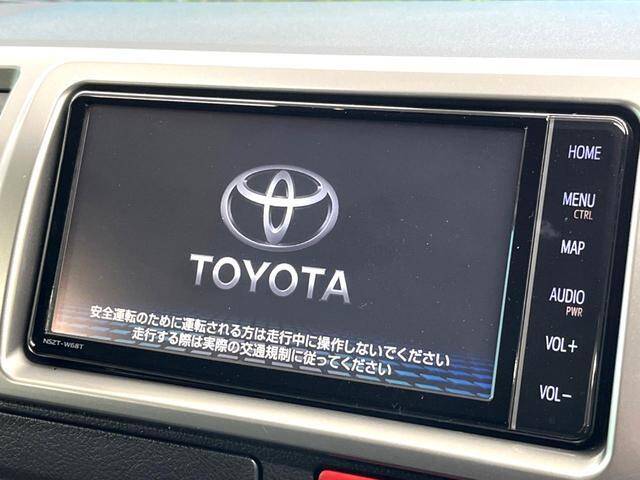 TOYOTA
安全運転のために運転される方は走行中に操作しないでください
走行する際は実際の交通規制に従ってください
NSZT-W68T
HOME
MENU
CTRL
MAP
AUDIO
PWR
VOL+
VOL−